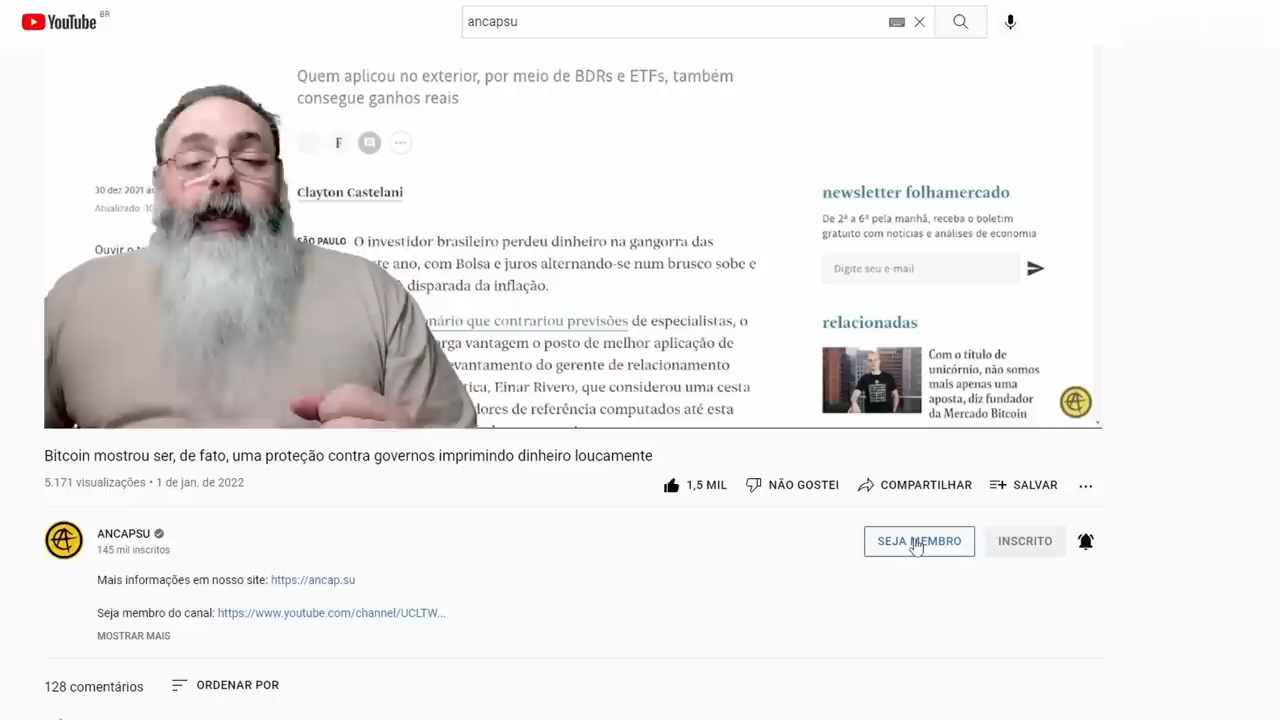 YouTube BR
ancapsu
Quem aplicou no exterior, por meio de BDRs e ETFs, também
consegue ganhos reais
F
30 dez 2021 às
Clayton Castelani
Atualizado 30
Ouvir o
SÃO PAULO O investidor brasileiro perdeu dinheiro na gangorra das
te ano, com Bolsa e juros alternando-se num brusco sobe e
disparada da inflação.
nário que contrariou previsões de especialistas, o
arga vantagem o posto de melhor aplicação de
evantamento do gerente de relacionamento
tica, Einar Rivero, que considerou uma cesta
dores de referência computados até esta
newsletter folhamercado
De 2ª a 6ª pela manhã, receba o boletim
gratuito com notícias e análises de economia
Digite seu e-mail
relacionadas
Com o título de
unicórnio, não somos
mais apenas uma
aposta, diz fundador
da Mercado Bitcoin
Bitcoin mostrou ser, de fato, uma proteção contra governos imprimindo dinheiro loucamente
5.171 visualizações • 1 de jan. de 2022
1,5 MIL NÃO GOSTEI COMPARTILHAR SALVAR
ANCAPSU
145 mil inscritos
SEJA MEMBRO INSCRITO
Mais informações em nosso site: https://ancap.su
Seja membro do canal: https://www.youtube.com/channel/UCLTW...
MOSTRAR MAIS
128 comentários ORDENAR POR